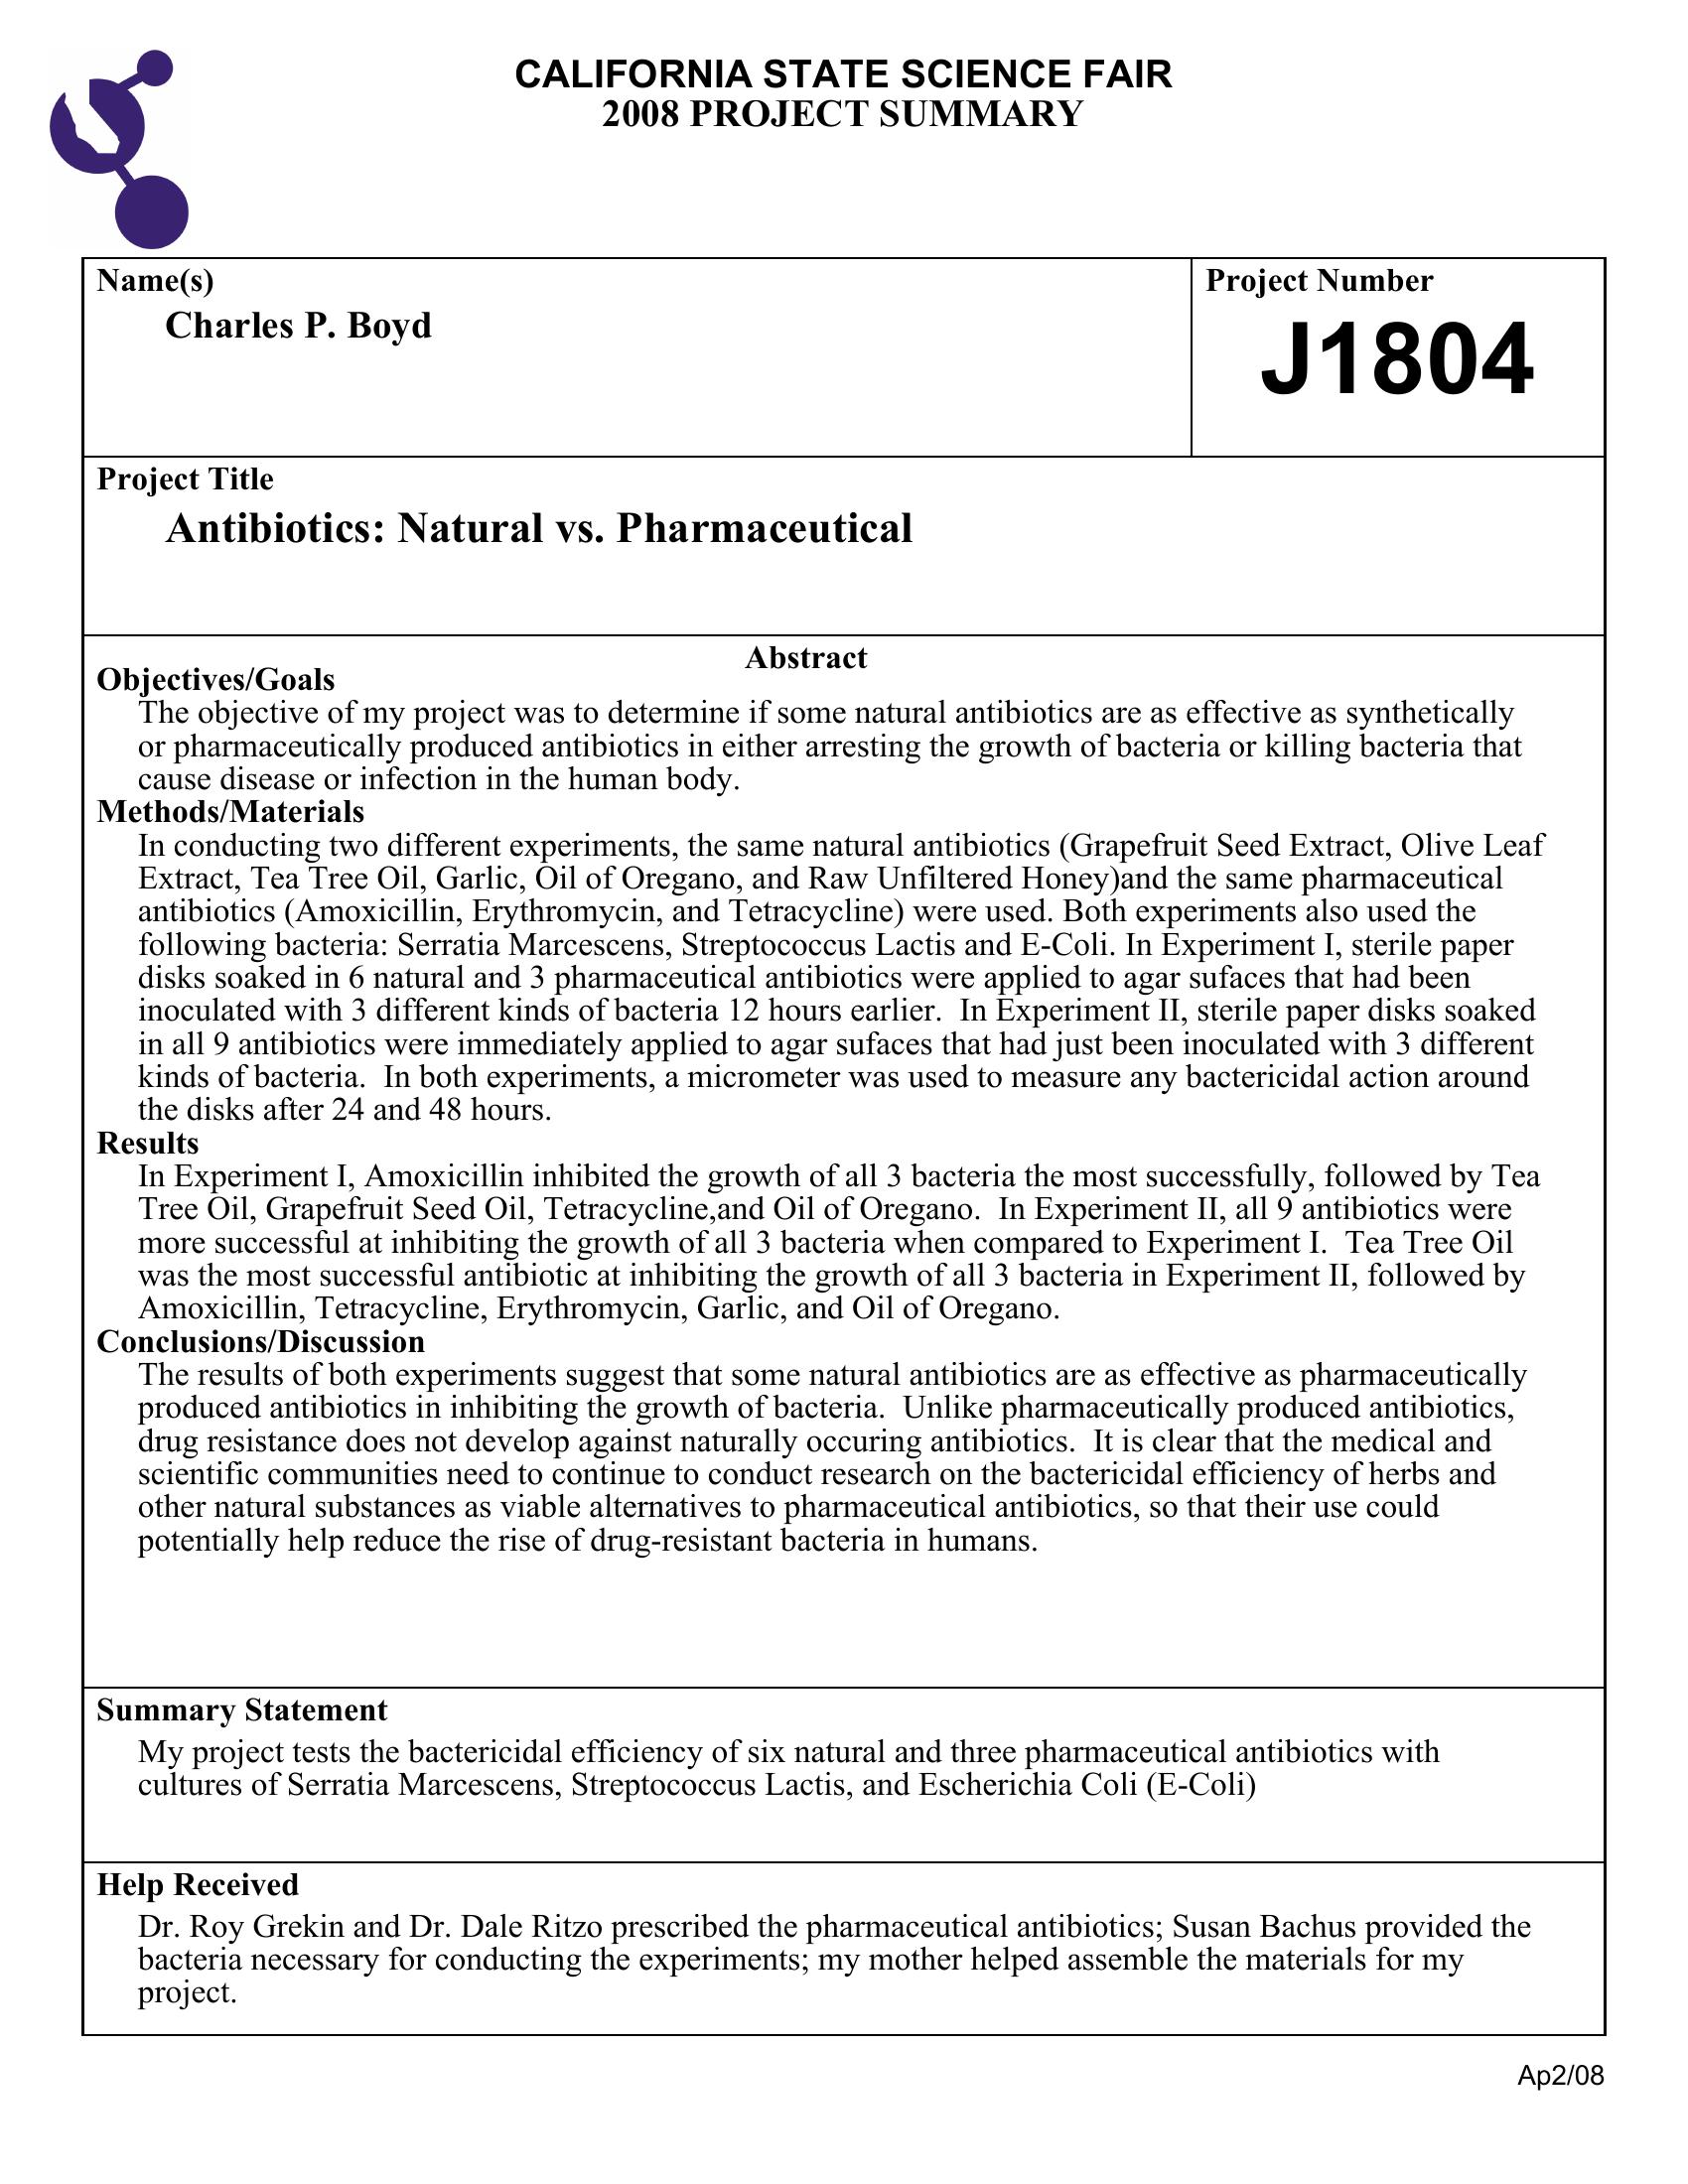 CALIFORNIA STATE SCIENCE FAIR
2008 PROJECT SUMMARY
Name(s)
Charles P. Boyd
Project Number
J1804
Project Title
Antibiotics: Natural vs. Pharmaceutical
Abstract
Objectives/Goals
The objective of my project was to determine if some natural antibiotics are as effective as synthetically
or pharmaceutically produced antibiotics in either arresting the growth of bacteria or killing bacteria that
cause disease or infection in the human body.
Methods/Materials
In conducting two different experiments, the same natural antibiotics (Grapefruit Seed Extract, Olive Leaf
Extract, Tea Tree Oil, Garlic, Oil of Oregano, and Raw Unfiltered Honey)and the same pharmaceutical
antibiotics (Amoxicillin, Erythromycin, and Tetracycline) were used. Both experiments also used the
following bacteria: Serratia Marcescens, Streptococcus Lactis and E-Coli. In Experiment I, sterile paper
disks soaked in 6 natural and 3 pharmaceutical antibiotics were applied to agar sufaces that had been
inoculated with 3 different kinds of bacteria 12 hours earlier.  In Experiment II, sterile paper disks soaked
in all 9 antibiotics were immediately applied to agar sufaces that had just been inoculated with 3 different
kinds of bacteria.  In both experiments, a micrometer was used to measure any bactericidal action around
the disks after 24 and 48 hours.
Results
In Experiment I, Amoxicillin inhibited the growth of all 3 bacteria the most successfully, followed by Tea
Tree Oil, Grapefruit Seed Oil, Tetracycline,and Oil of Oregano.  In Experiment II, all 9 antibiotics were
more successful at inhibiting the growth of all 3 bacteria when compared to Experiment I.  Tea Tree Oil
was the most successful antibiotic at inhibiting the growth of all 3 bacteria in Experiment II, followed by
Amoxicillin, Tetracycline, Erythromycin, Garlic, and Oil of Oregano.
Conclusions/Discussion
The results of both experiments suggest that some natural antibiotics are as effective as pharmaceutically
produced antibiotics in inhibiting the growth of bacteria.  Unlike pharmaceutically produced antibiotics,
drug resistance does not develop against naturally occuring antibiotics.  It is clear that the medical and
scientific communities need to continue to conduct research on the bactericidal efficiency of herbs and
other natural substances as viable alternatives to pharmaceutical antibiotics, so that their use could
potentially help reduce the rise of drug-resistant bacteria in humans.
Summary Statement
My project tests the bactericidal efficiency of six natural and three pharmaceutical antibiotics with
cultures of Serratia Marcescens, Streptococcus Lactis, and Escherichia Coli (E-Coli)
Help Received
Dr. Roy Grekin and Dr. Dale Ritzo prescribed the pharmaceutical antibiotics; Susan Bachus provided the
bacteria necessary for conducting the experiments; my mother helped assemble the materials for my
project.
Ap2/08